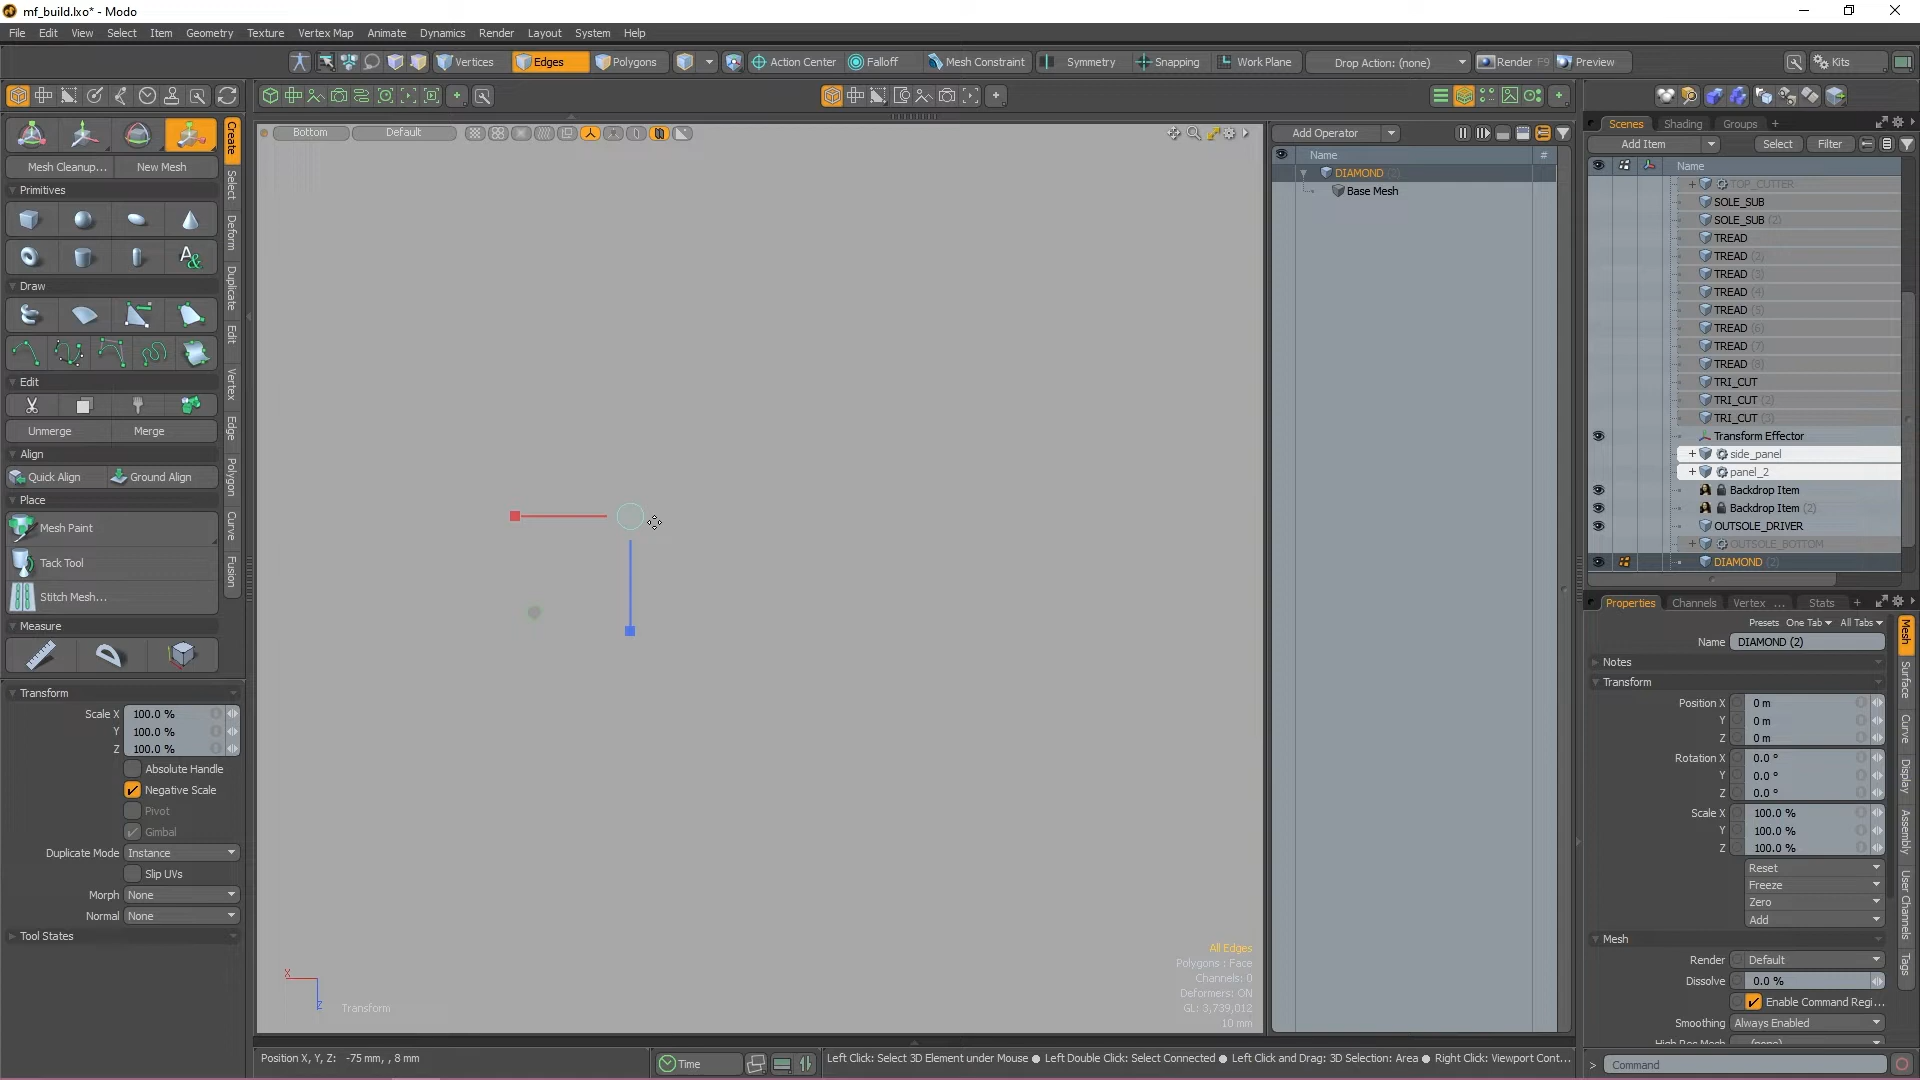 mf_build.lxo* - Modo
File Edit View Select Item Geometry Texture Vertex Map Animate Dynamics Render Layout System Help
Vertices Edges Polygons Action Center Falloff Mesh Constraint Symmetry Snapping Work Plane Drop Action: (none) Render F9 Preview Kits
Mesh Cleanup... New Mesh
Primitives
Draw
Edit
Unmerge Merge
Align
Quick Align Ground Align
Place
Mesh Paint
Tack Tool
Stitch Mesh...
Measure
Create
Select
Deform
Duplicate
Edit
Vertex
Edge
Polygon
Curve
Fusion
Transform
Scale X 100.0 %
Y 100.0 %
Z 100.0 %
Absolute Handle
Negative Scale
Pivot
Gimbal
Duplicate Mode Instance
Slip UVs
Morph None
Normal None
Tool States
Bottom Default
X
Z
Transform
All Edges
Polygons : Face
Channels: 0
Deformers: ON
GL: 3,739,012
10 mm
Add Operator
Name #
DIAMOND (2)
Base Mesh
Scenes Shading Groups +
Add Item Select Filter
Name
TOP_CUTTER
SOLE_SUB
SOLE_SUB (2)
TREAD
TREAD (2)
TREAD (3)
TREAD (4)
TREAD (5)
TREAD (6)
TREAD (7)
TREAD (8)
TRI_CUT
TRI_CUT (2)
TRI_CUT (3)
Transform Effector
side_panel
panel_2
Backdrop Item
Backdrop Item (2)
OUTSOLE_DRIVER
OUTSOLE_BOTTOM
DIAMOND (2)
Properties Channels Vertex ... Stats +
Presets One Tab All Tabs
Name DIAMOND (2)
Notes
Transform
Position X 0 m
Y 0 m
Z 0 m
Rotation X 0.0 °
Y 0.0 °
Z 0.0 °
Scale X 100.0 %
Y 100.0 %
Z 100.0 %
Reset
Freeze
Zero
Add
Mesh
Render Default
Dissolve 0.0 %
Enable Command Regi...
Smoothing Always Enabled
Mesh
Surface
Curve
Display
Assembly
User Channels
Tags
Position X, Y, Z: -75 mm, , 8 mm
Time
Left Click: Select 3D Element under Mouse ● Left Double Click: Select Connected ● Left Click and Drag: 3D Selection: Area ● Right Click: Viewport Cont...
> Command